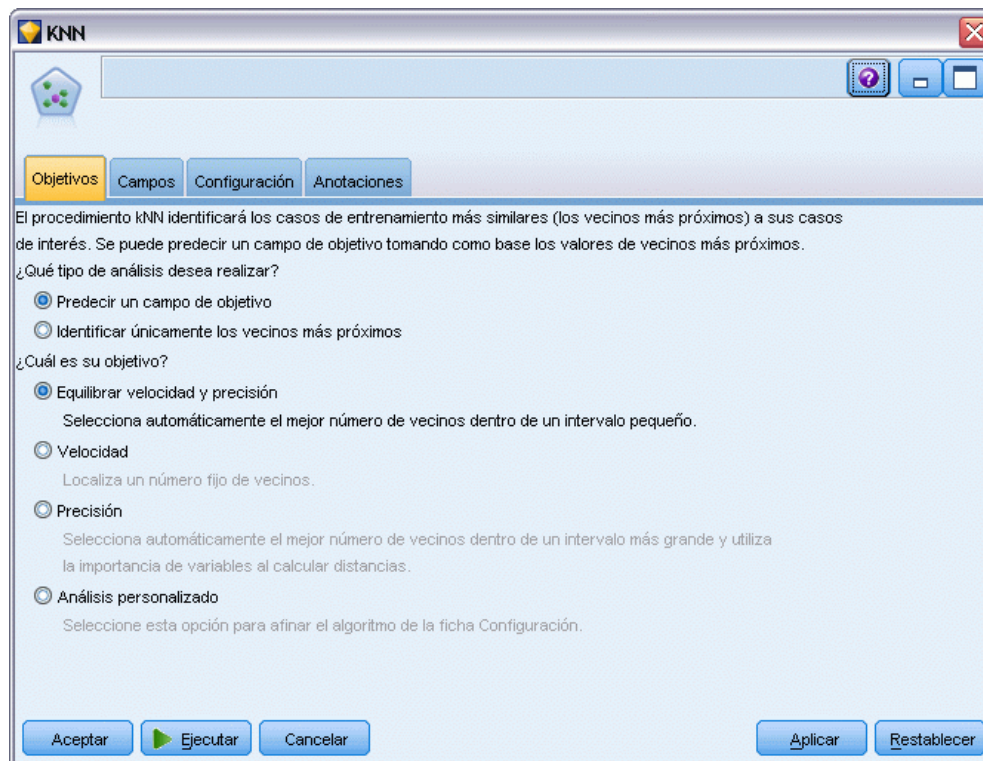 KNN
Objetivos Campos Configuración Anotaciones
El procedimiento kNN identificará los casos de entrenamiento más similares (los vecinos más próximos) a sus casos
de interés. Se puede predecir un campo de objetivo tomando como base los valores de vecinos más próximos.
¿Qué tipo de análisis desea realizar?
Predecir un campo de objetivo
Identificar únicamente los vecinos más próximos
¿Cuál es su objetivo?
Equilibrar velocidad y precisión
Selecciona automáticamente el mejor número de vecinos dentro de un intervalo pequeño.
Velocidad
Localiza un número fijo de vecinos.
Precisión
Selecciona automáticamente el mejor número de vecinos dentro de un intervalo más grande y utiliza
la importancia de variables al calcular distancias.
Análisis personalizado
Seleccione esta opción para afinar el algoritmo de la ficha Configuración.
Aceptar Ejecutar Cancelar Aplicar Restablecer